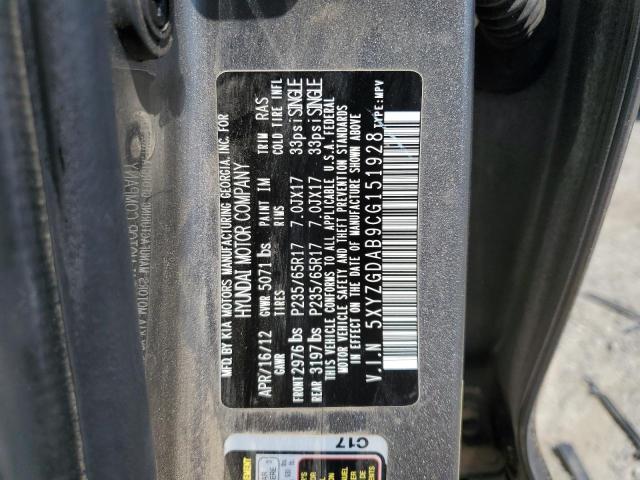 MFD BY KIA MOTORS MANUFACTURING GEORGIA, INC. FOR
HYUNDAI MOTOR COMPANY
APR/16/12 GVWR 5071 lbs. PAINT IM TRIM RAS
GAWR TIRES RIMS COLD TIRE INFL
FRONT 2976 lbs P235/65R17 7.0JX17 33psi SINGLE
REAR 3197 lbs P235/65R17 7.0JX17 33psi SINGLE
THIS VEHICLE CONFORMS TO ALL APPLICABLE U.S.A. FEDERAL
MOTOR VEHICLE SAFETY AND THEFT PREVENTION STANDARDS
IN EFFECT ON THE DATE OF MANUFACTURE SHOWN ABOVE
V.I.N 5XYZGDAB9CG151928 TYPE:MPV
C17